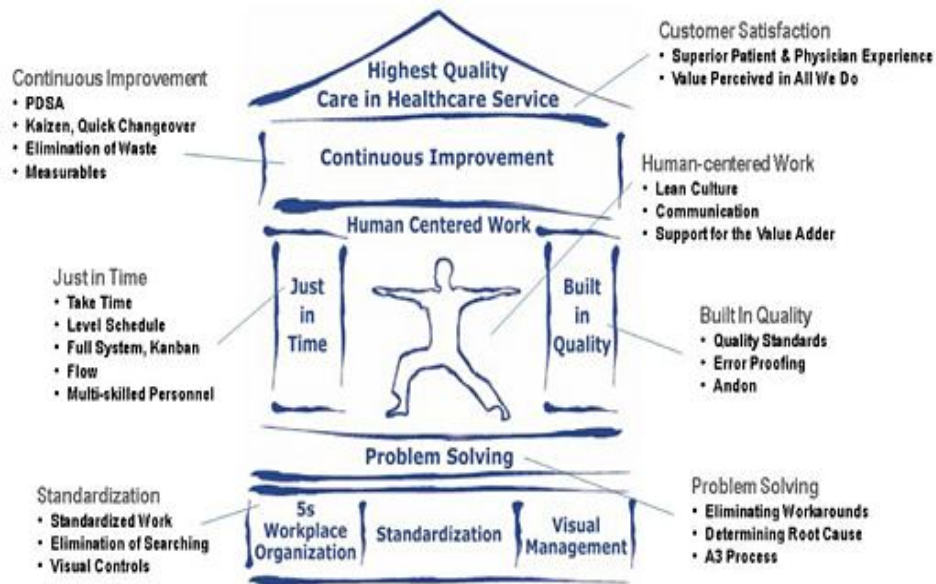 Customer Satisfaction
• Superior Patient & Physician Experience
• Value Perceived in All We Do
Highest Quality
Care in Healthcare Service
Continuous Improvement
• PDSA
• Kaizen, Quick Changeover
• Elimination of Waste
• Measurables
Continuous Improvement
Human-centered Work
• Lean Culture
• Communication
• Support for the Value Adder
Human Centered Work
Just in Time
• Take Time
• Level Schedule
• Full System, Kanban
• Flow
• Multi-skilled Personnel
Just
in
Time
Built
in
Quality
Built In Quality
• Quality Standards
• Error Proofing
• Andon
Problem Solving
Problem Solving
• Eliminating Workarounds
• Determining Root Cause
• A3 Process
Standardization
• Standardized Work
• Elimination of Searching
• Visual Controls
5s
Workplace
Organization
Standardization
Visual
Management